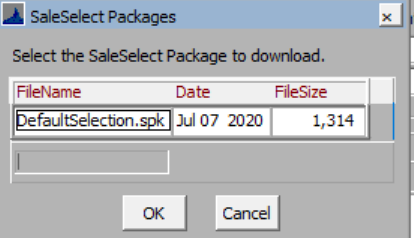 SaleSelect Packages
Select the SaleSelect Package to download.
FileName Date FileSize
DefaultSelection.spk Jul 07 2020 1,314
OK Cancel